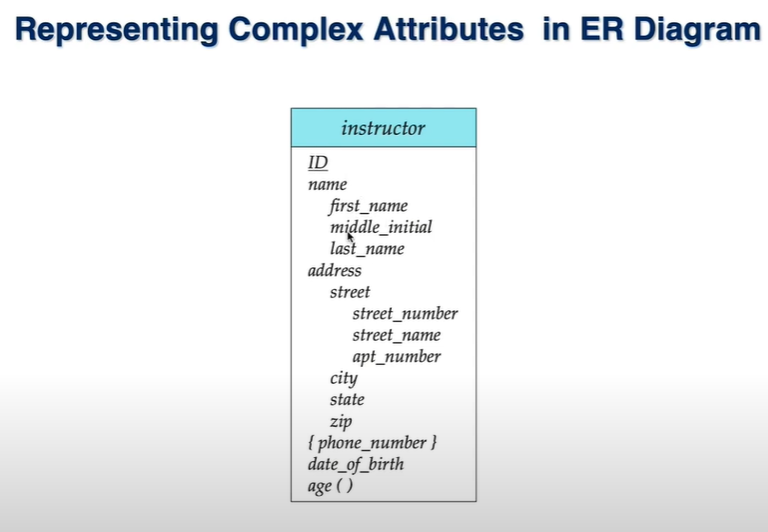 Representing Complex Attributes in ER Diagram
instructor
ID
name
first_name
middle_initial
last_name
address
street
street_number
street_name
apt_number
city
state
zip
{ phone_number }
date_of_birth
age ( )